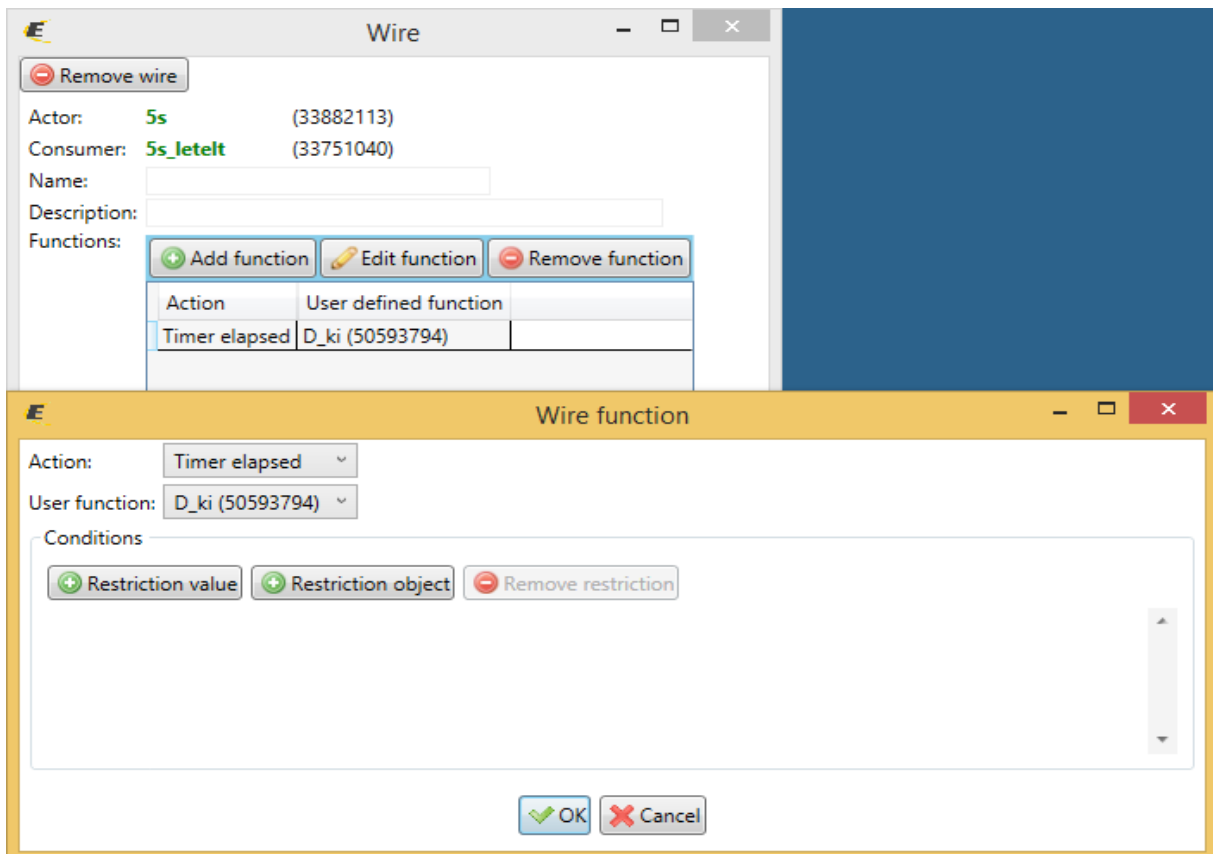 Wire
Remove wire
Actor: 5s (33882113)
Consumer: 5s_letelt (33751040)
Name:
Description:
Functions:
Add function Edit function Remove function
Action User defined function
Timer elapsed D_ki (50593794)
Wire function
Action: Timer elapsed
User function: D_ki (50593794)
Conditions
Restriction value Restriction object Remove restriction
OK Cancel